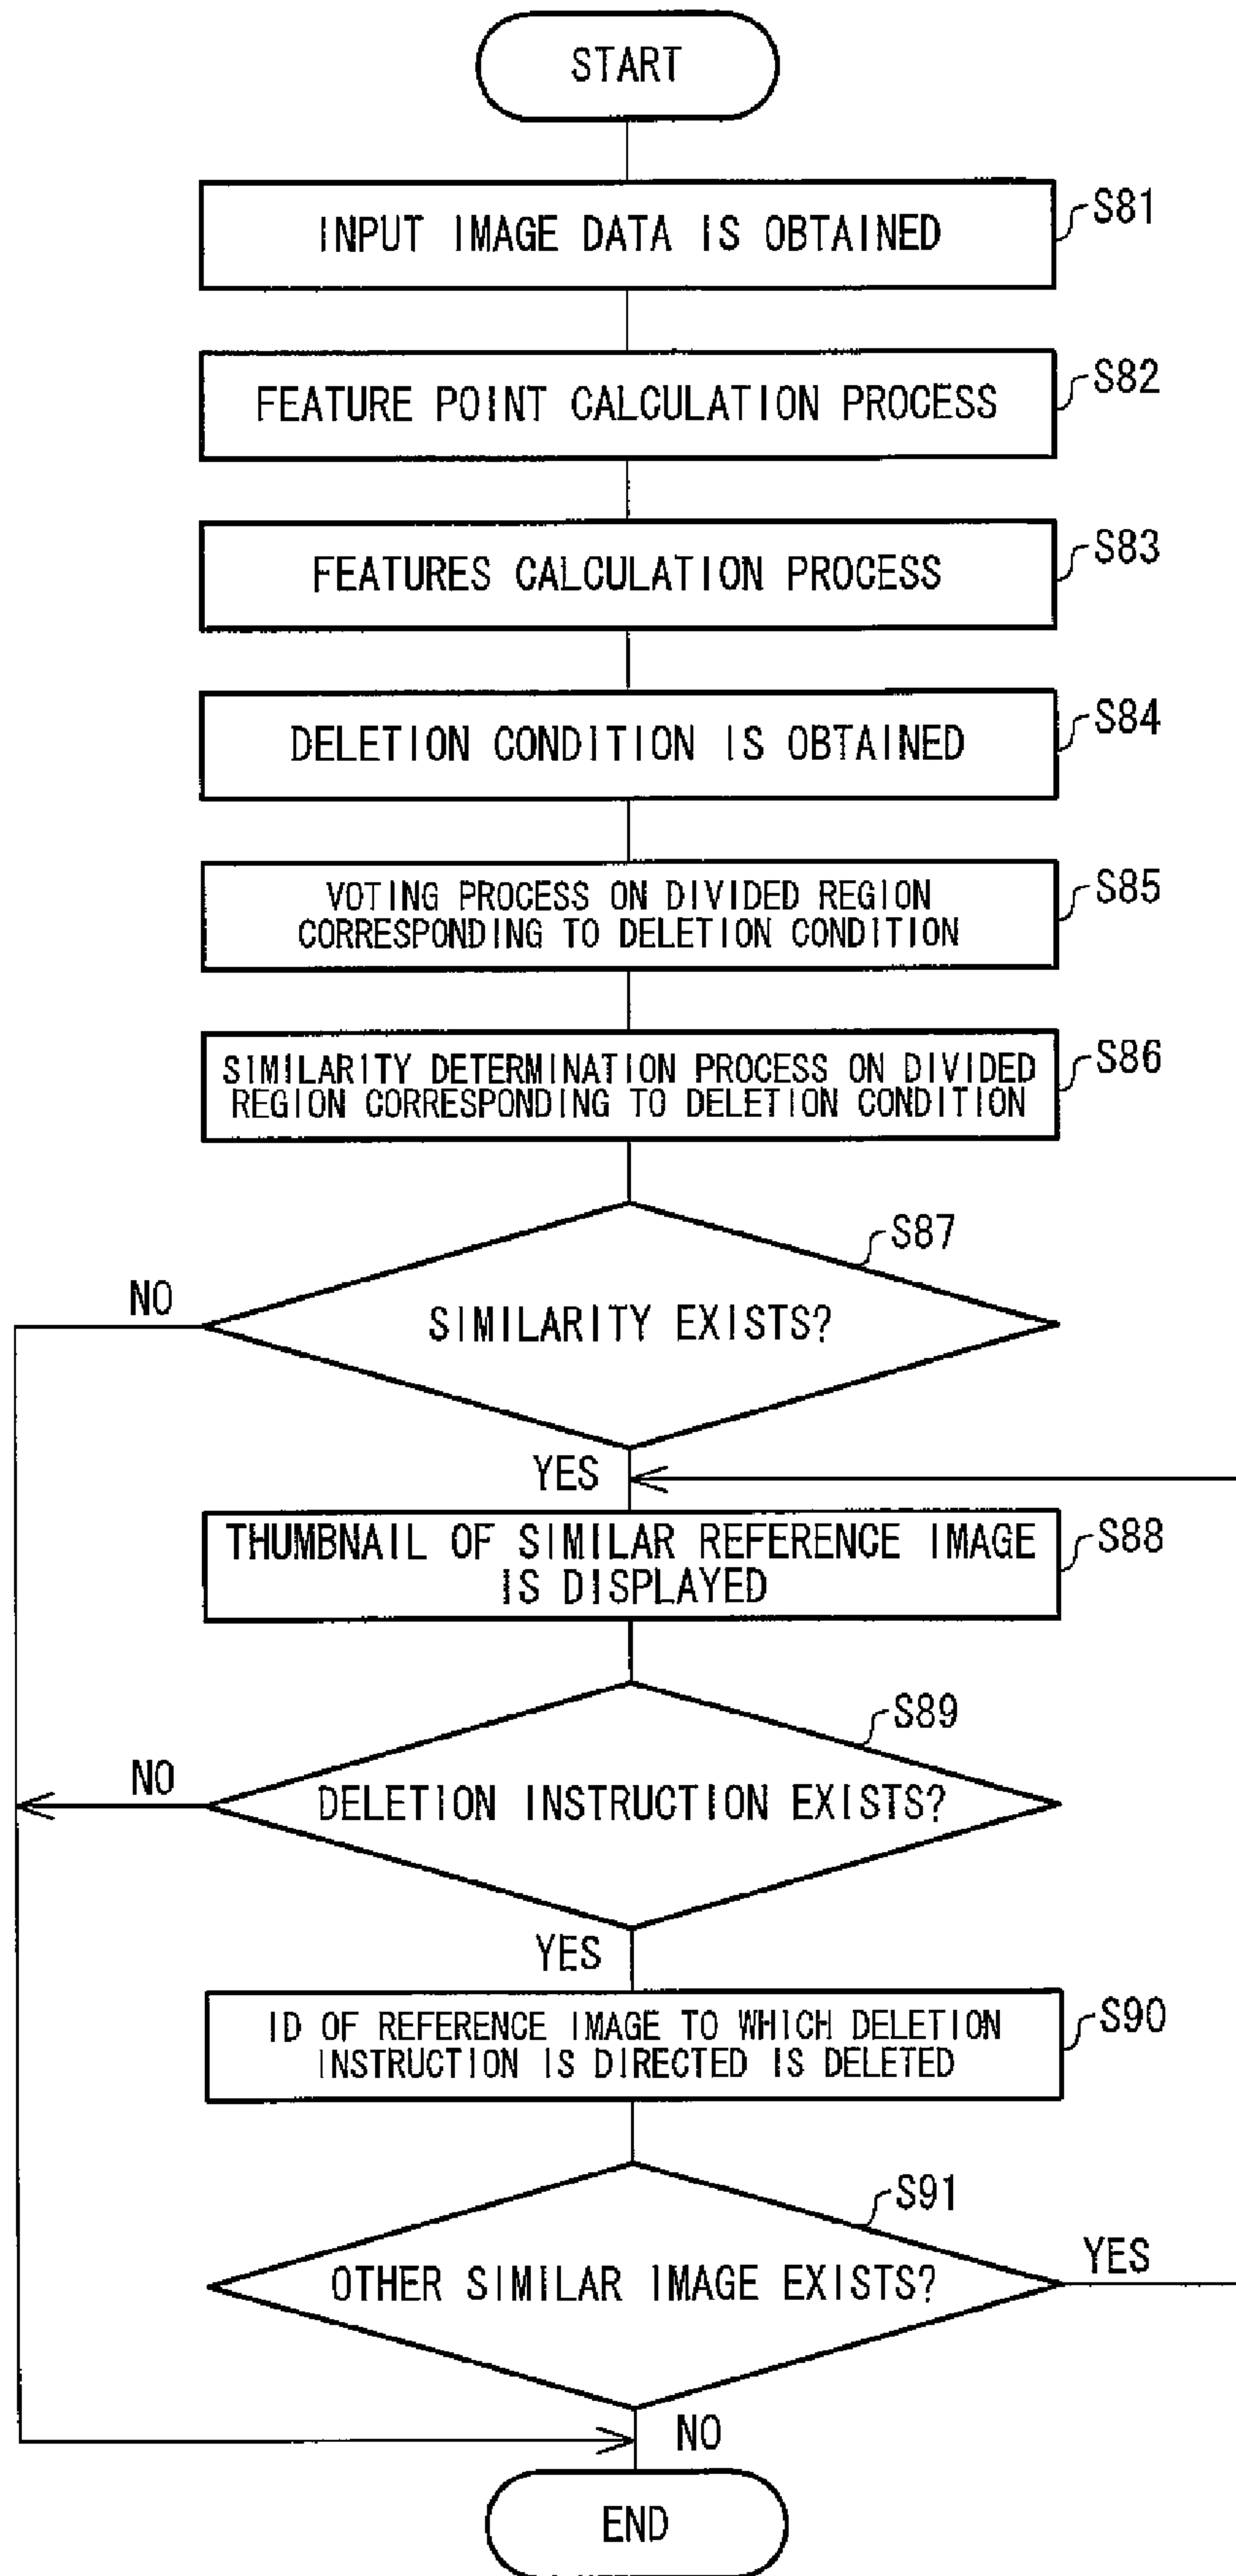 START
INPUT IMAGE DATA IS OBTAINED
S81
FEATURE POINT CALCULATION PROCESS
S82
FEATURES CALCULATION PROCESS
S83
DELETION CONDITION IS OBTAINED
S84
VOTING PROCESS ON DIVIDED REGION
CORRESPONDING TO DELETION CONDITION
S85
SIMILARITY DETERMINATION PROCESS ON DIVIDED
REGION CORRESPONDING TO DELETION CONDITION
S86
S87
NO
SIMILARITY EXISTS?
YES
THUMBNAIL OF SIMILAR REFERENCE IMAGE
IS DISPLAYED
S88
S89
NO
DELETION INSTRUCTION EXISTS?
YES
ID OF REFERENCE IMAGE TO WHICH DELETION
INSTRUCTION IS DIRECTED IS DELETED
S90
S91
OTHER SIMILAR IMAGE EXISTS?
YES
NO
END